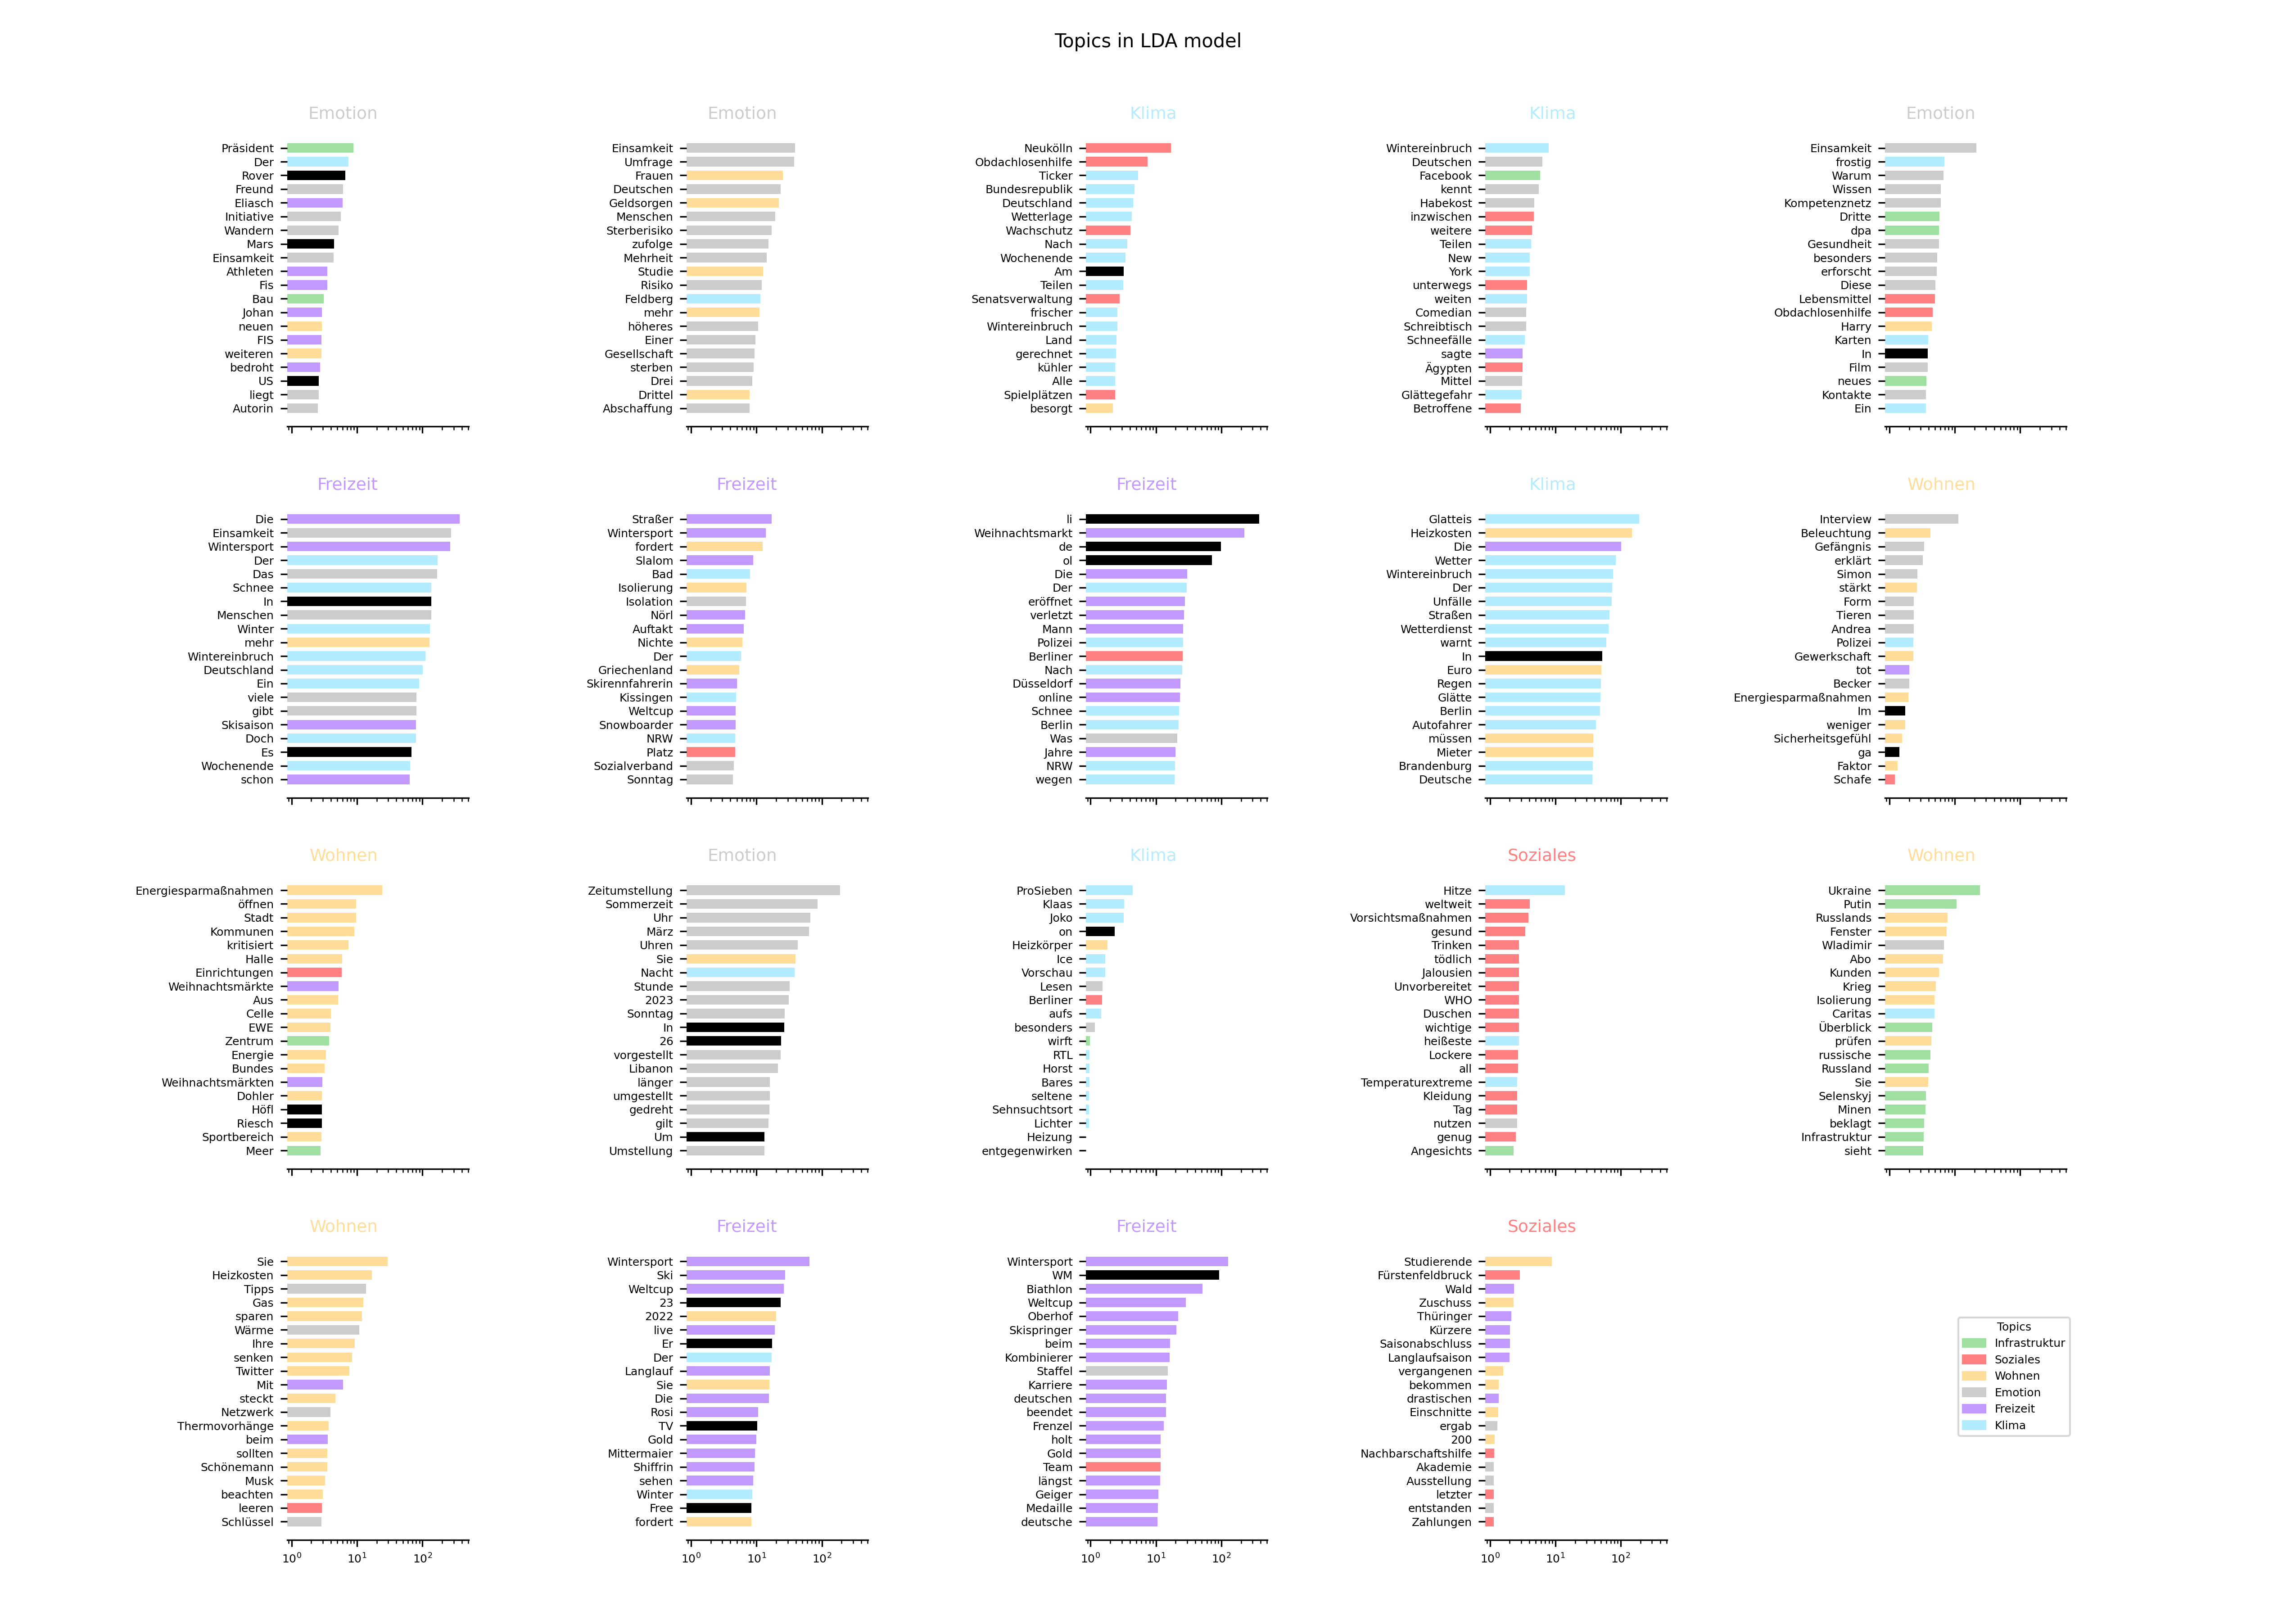 Topics in LDA model
Emotion
Präsident
Der
Rover
Freund
Eliasch
Initiative
Wandern
Mars
Einsamkeit
Athleten
Fis
Bau
Johan
neuen
FIS
weiteren
bedroht
US
liegt
Autorin
Emotion
Einsamkeit
Umfrage
Frauen
Deutschen
Geldsorgen
Menschen
Sterberisiko
zufolge
Mehrheit
Studie
Risiko
Feldberg
mehr
höheres
Einer
Gesellschaft
sterben
Drei
Drittel
Abschaffung
Klima
Neukölln
Obdachlosenhilfe
Ticker
Bundesrepublik
Deutschland
Wetterlage
Wachschutz
Nach
Wochenende
Am
Teilen
Senatsverwaltung
frischer
Wintereinbruch
Land
gerechnet
kühler
Alle
Spielplätzen
besorgt
Klima
Wintereinbruch
Deutschen
Facebook
kennt
Habekost
inzwischen
weitere
Teilen
New
York
unterwegs
weiten
Comedian
Schreibtisch
Schneefälle
sagte
Ägypten
Mittel
Glättegefahr
Betroffene
Emotion
Einsamkeit
frostig
Warum
Wissen
Kompetenznetz
Dritte
dpa
Gesundheit
besonders
erforscht
Diese
Lebensmittel
Obdachlosenhilfe
Harry
Karten
In
Film
neues
Kontakte
Ein
Freizeit
Die
Einsamkeit
Wintersport
Der
Das
Schnee
In
Menschen
Winter
mehr
Wintereinbruch
Deutschland
Ein
viele
gibt
Skisaison
Doch
Es
Wochenende
schon
Freizeit
Straßer
Wintersport
fordert
Slalom
Bad
Isolierung
Isolation
Nörl
Auftakt
Nichte
Der
Griechenland
Skirennfahrerin
Kissingen
Weltcup
Snowboarder
NRW
Platz
Sozialverband
Sonntag
Freizeit
li
Weihnachtsmarkt
de
ol
Die
Der
eröffnet
verletzt
Mann
Polizei
Berliner
Nach
Düsseldorf
online
Schnee
Berlin
Was
Jahre
NRW
wegen
Klima
Glatteis
Heizkosten
Die
Wetter
Wintereinbruch
Der
Unfälle
Straßen
Wetterdienst
warnt
In
Euro
Regen
Glätte
Berlin
Autofahrer
müssen
Mieter
Brandenburg
Deutsche
Wohnen
Interview
Beleuchtung
Gefängnis
erklärt
Simon
stärkt
Form
Tieren
Andrea
Polizei
Gewerkschaft
tot
Becker
Energiesparmaßnahmen
Im
weniger
Sicherheitsgefühl
ga
Faktor
Schafe
Wohnen
Energiesparmaßnahmen
öffnen
Stadt
Kommunen
kritisiert
Halle
Einrichtungen
Weihnachtsmärkte
Aus
Celle
EWE
Zentrum
Energie
Bundes
Weihnachtsmärkten
Dohler
Höfl
Riesch
Sportbereich
Meer
Emotion
Zeitumstellung
Sommerzeit
Uhr
März
Uhren
Sie
Nacht
Stunde
2023
Sonntag
In
26
vorgestellt
Libanon
länger
umgestellt
gedreht
gilt
Um
Umstellung
Klima
ProSieben
Klaas
Joko
on
Heizkörper
Ice
Vorschau
Lesen
Berliner
aufs
besonders
wirft
RTL
Horst
Bares
seltene
Sehnsuchtsort
Lichter
Heizung
entgegenwirken
Soziales
Hitze
weltweit
Vorsichtsmaßnahmen
gesund
Trinken
tödlich
Jalousien
Unvorbereitet
WHO
Duschen
wichtige
heißeste
Lockere
all
Temperaturextreme
Kleidung
Tag
nutzen
genug
Angesichts
Wohnen
Ukraine
Putin
Russlands
Fenster
Wladimir
Abo
Kunden
Krieg
Isolierung
Caritas
Überblick
prüfen
russische
Russland
Sie
Selenskyj
Minen
beklagt
Infrastruktur
sieht
Wohnen
Sie
Heizkosten
Tipps
Gas
sparen
Wärme
Ihre
senken
Twitter
Mit
steckt
Netzwerk
Thermovorhänge
beim
sollten
Schönemann
Musk
beachten
leeren
Schlüssel
10⁰ 10¹ 10²
Freizeit
Wintersport
Ski
Weltcup
23
2022
live
Er
Der
Langlauf
Sie
Die
Rosi
TV
Gold
Mittermaier
Shiffrin
sehen
Winter
Free
fordert
10⁰ 10¹ 10²
Freizeit
Wintersport
WM
Biathlon
Weltcup
Oberhof
Skispringer
beim
Kombinierer
Staffel
Karriere
deutschen
beendet
Frenzel
holt
Gold
Team
längst
Geiger
Medaille
deutsche
10⁰ 10¹ 10²
Soziales
Studierende
Fürstenfeldbruck
Wald
Zuschuss
Thüringer
Kürzere
Saisonabschluss
Langlaufsaison
vergangenen
bekommen
drastischen
Einschnitte
ergab
200
Nachbarschaftshilfe
Akademie
Ausstellung
letzter
entstanden
Zahlungen
10⁰ 10¹ 10²
Topics
Infrastruktur
Soziales
Wohnen
Emotion
Freizeit
Klima